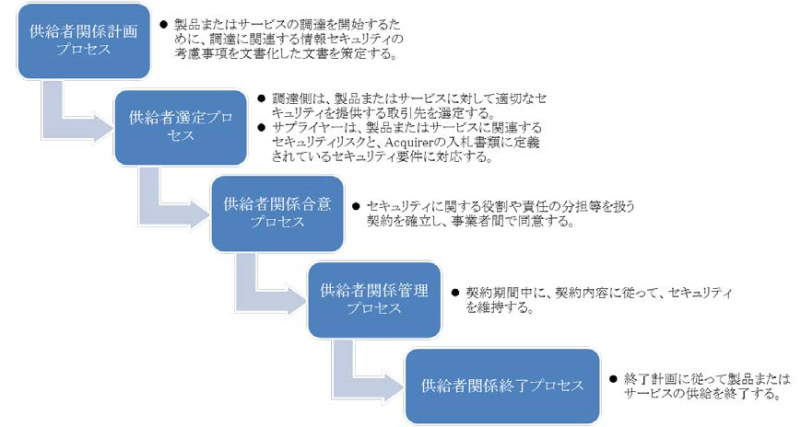 供給者関係計画
プロセス
● 製品またはサービスの調達を開始するた
めに、調達に関連する情報セキュリティの
考慮事項を文書化した文書を策定する。
供給者選定プロ
セス
● 調達側は、製品またはサービスに対して適切なセ
キュリティを提供する取引先を選定する。
● サプライヤーは、製品またはサービスに関連する
セキュリティリスクと、Acquirerの入札書類に定義
されているセキュリティ要件に対応する。
供給者関係合意
プロセス
● セキュリティに関する役割や責任の分担等を扱う
契約を確立し、事業者間で同意する。
供給者関係管理
プロセス
● 契約期間中に、契約内容に従って、セキュリティ
を維持する。
供給者関係終了プロセス
● 終了計画に従って製品または
サービスの供給を終了する。